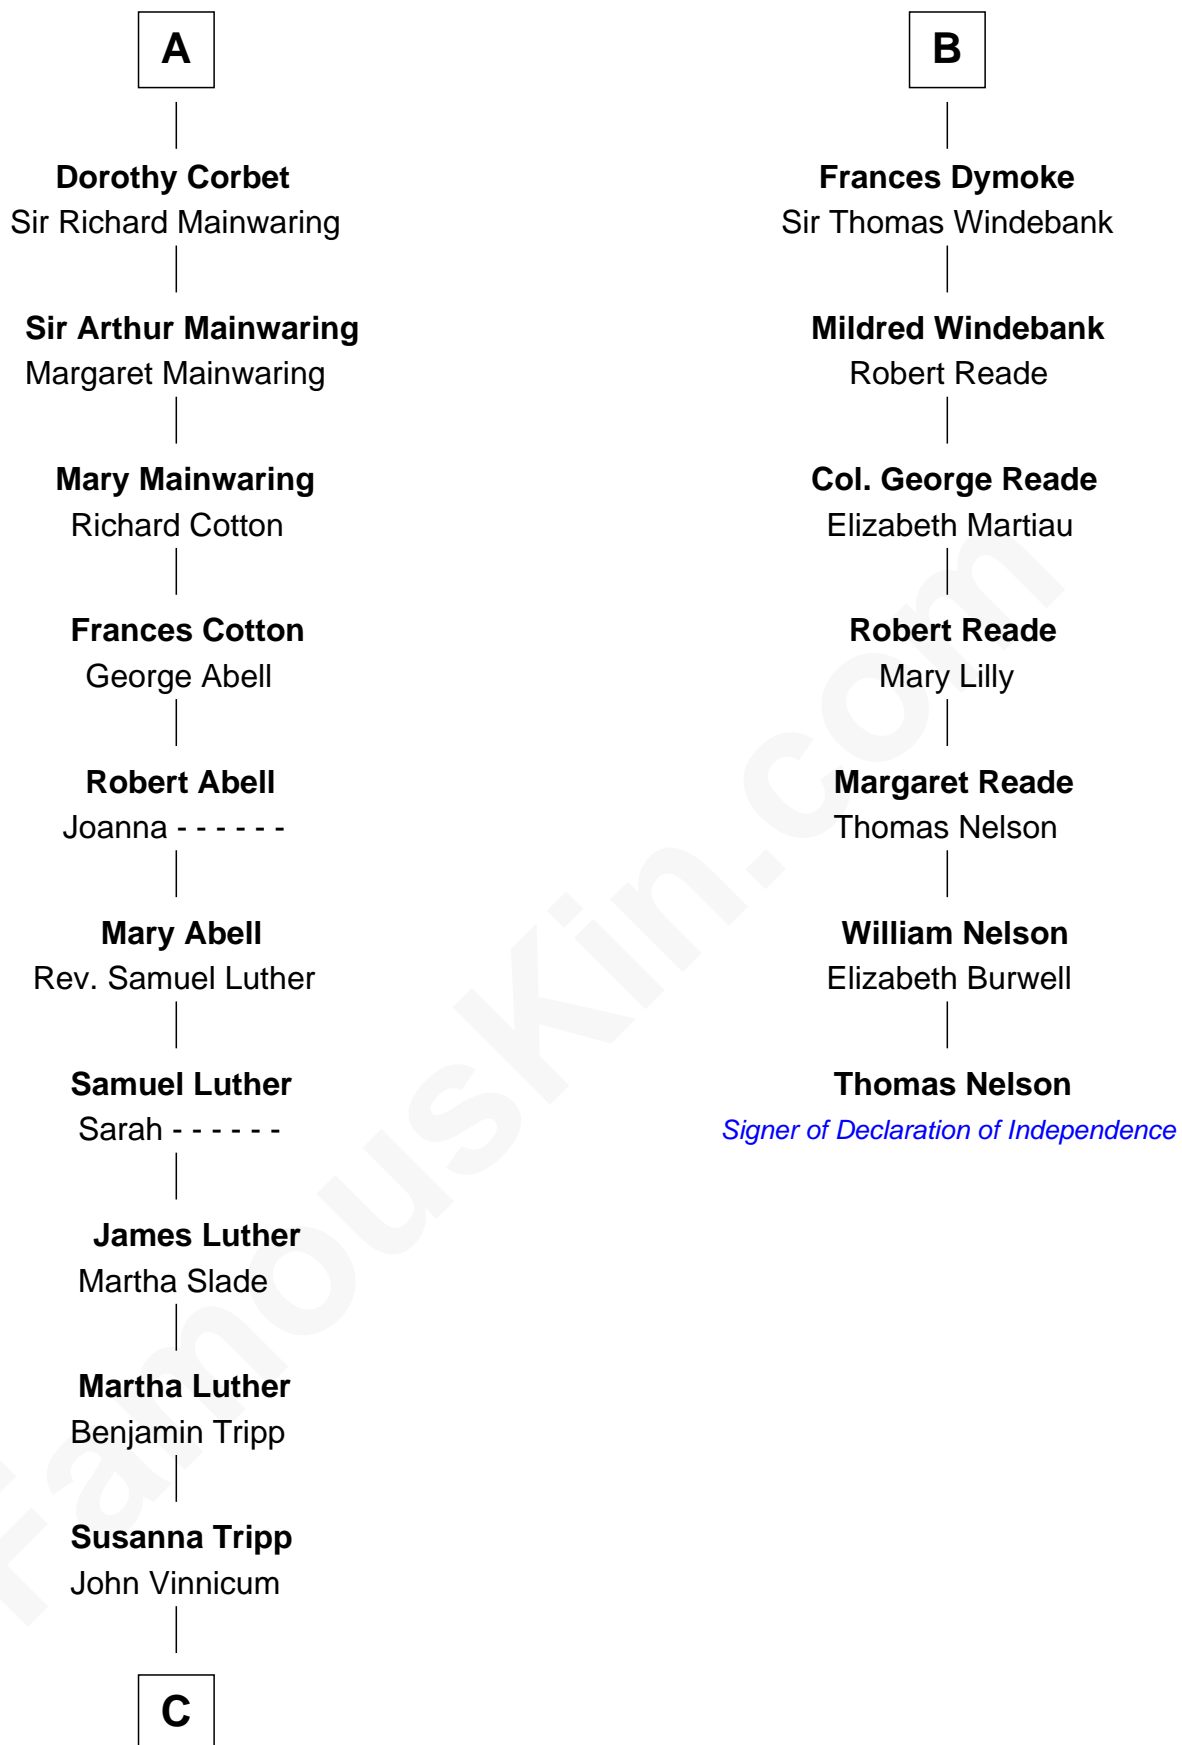 A
Dorothy Corbet
Sir Richard Mainwaring
Sir Arthur Mainwaring
Margaret Mainwaring
Mary Mainwaring
Richard Cotton
Frances Cotton
George Abell
Robert Abell
Joanna - - - - - -
Mary Abell
Rev. Samuel Luther
Samuel Luther
Sarah - - - - - -
James Luther
Martha Slade
Martha Luther
Benjamin Tripp
Susanna Tripp
John Vinnicum
C
B
Frances Dymoke
Sir Thomas Windebank
Mildred Windebank
Robert Reade
Col. George Reade
Elizabeth Martiau
Robert Reade
Mary Lilly
Margaret Reade
Thomas Nelson
William Nelson
Elizabeth Burwell
Thomas Nelson
Signer of Declaration of Independence
FamousKin.com